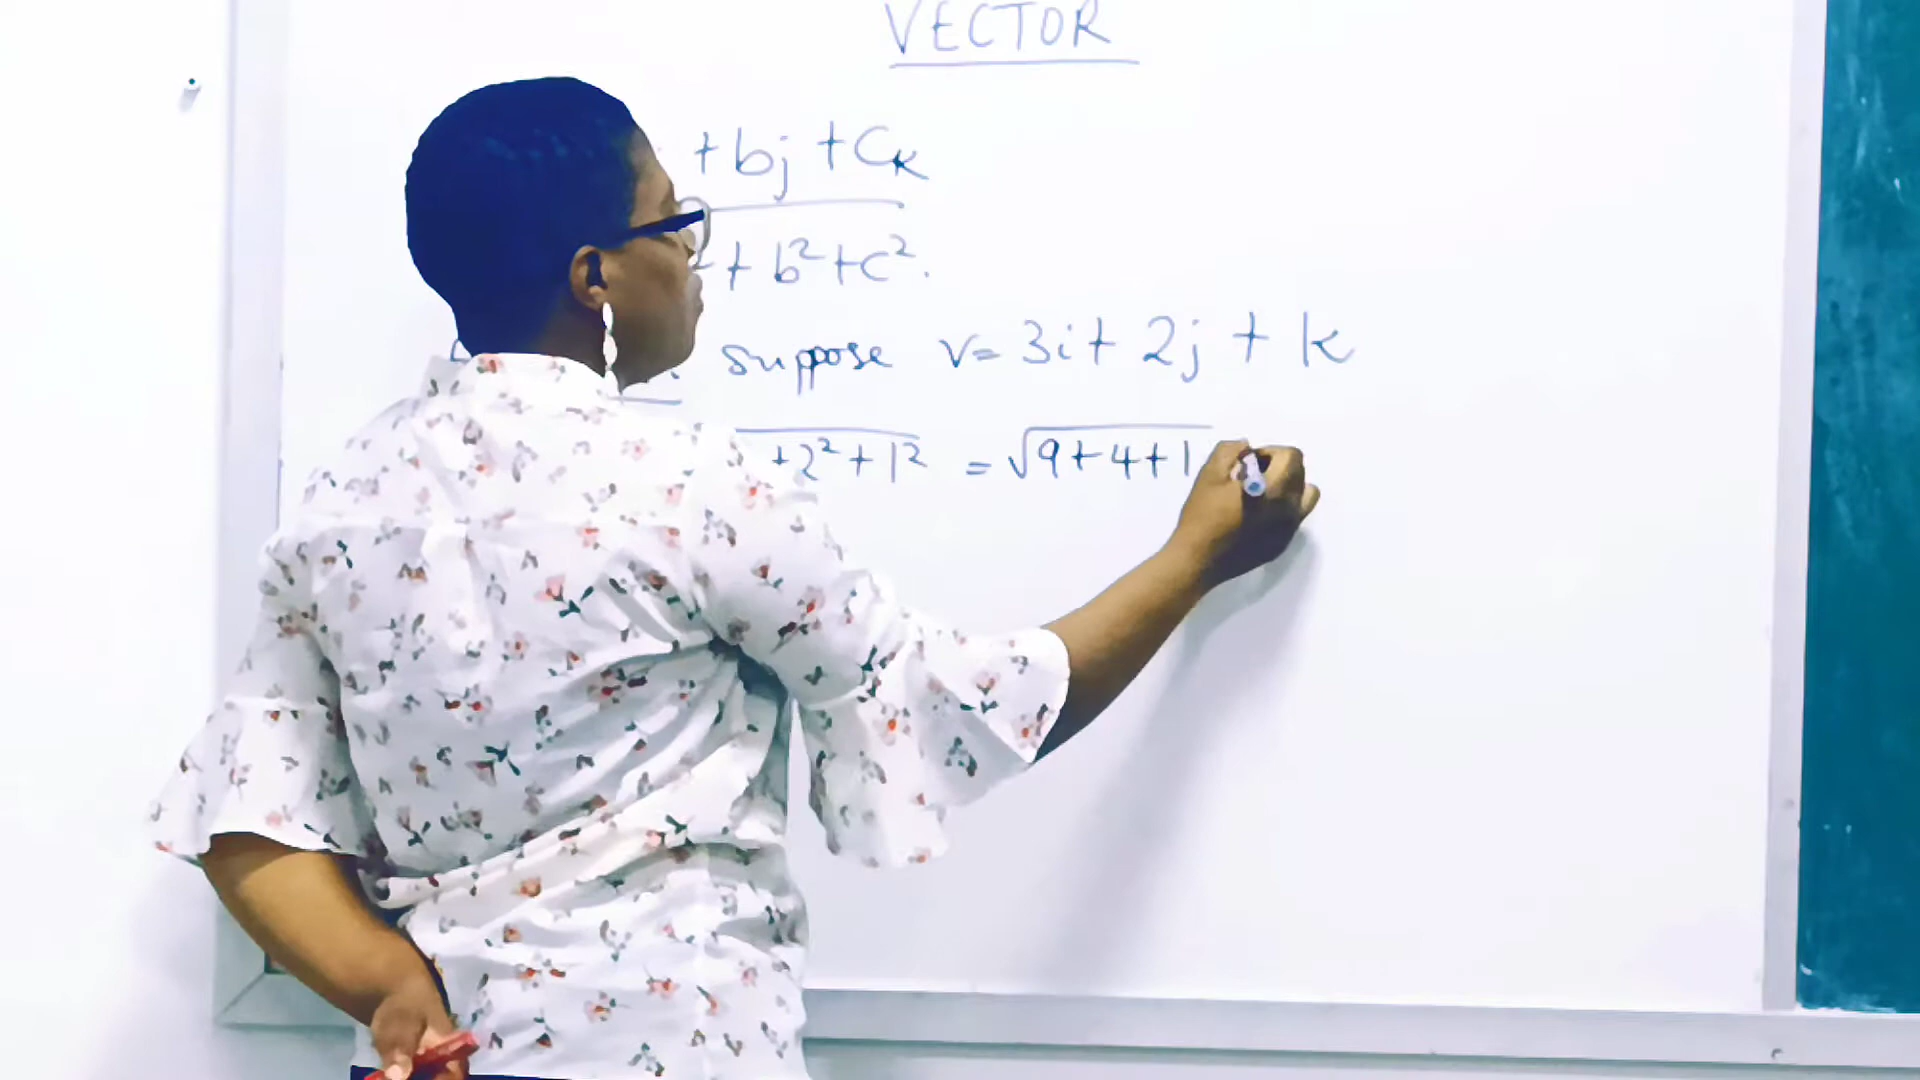 VECTOR
+ bj + Ck
+ b² + c².
suppose v= 3i + 2j + k
+ 2² + 1² = √9 + 4 + 1